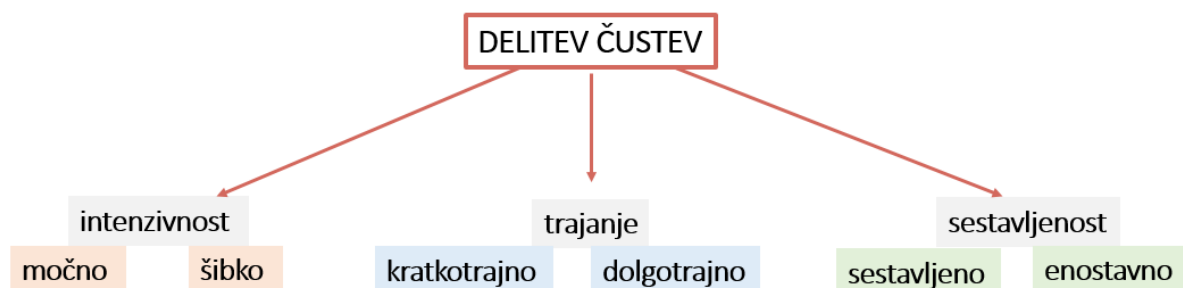 DELITEV ČUSTEV
intenzivnost
trajanje
sestavljenost
močno
šibko
kratkotrajno
dolgotrajno
sestavljeno
enostavno